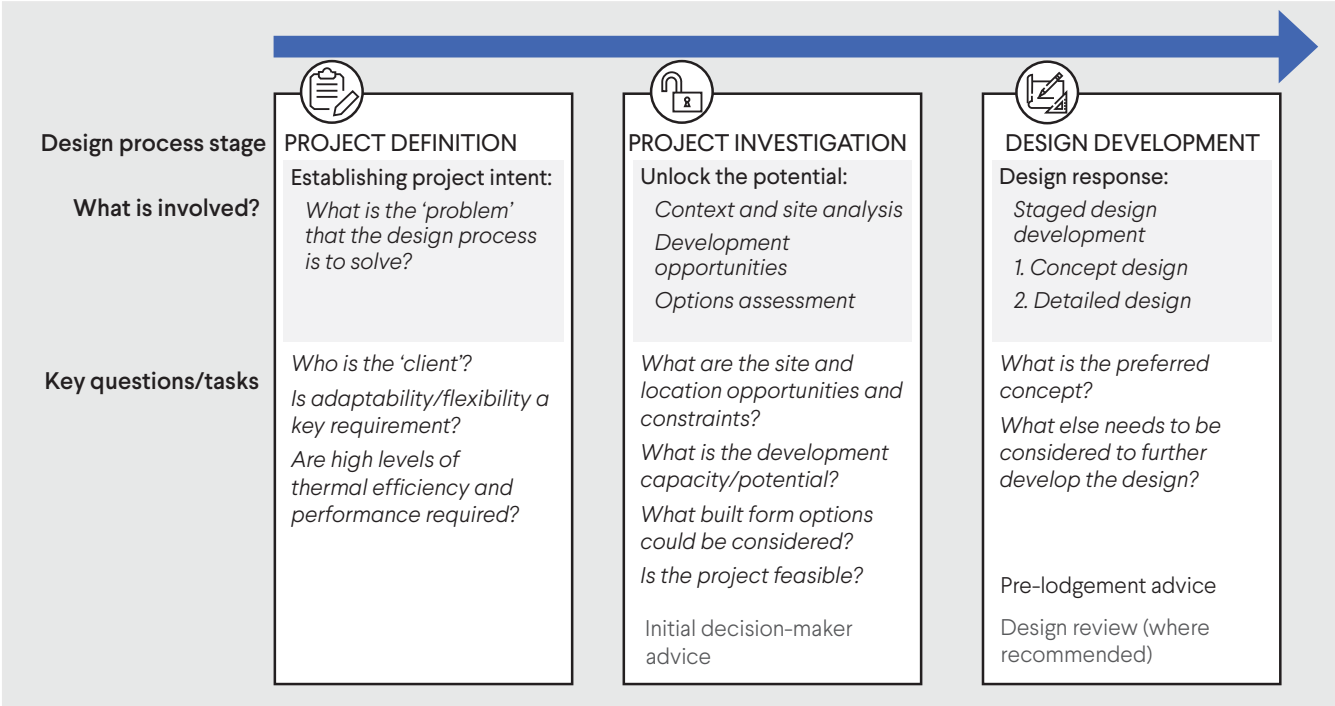 Design process stage
PROJECT DEFINITION
PROJECT INVESTIGATION
DESIGN DEVELOPMENT
What is involved?
Establishing project intent:
What is the ‘problem’
that the design process
is to solve?
Unlock the potential:
Context and site analysis
Development
opportunities
Options assessment
Design response:
Staged design
development
1. Concept design
2. Detailed design
Key questions/tasks
Who is the ‘client’?
Is adaptability/flexibility a
key requirement?
Are high levels of
thermal efficiency and
performance required?
What are the site and
location opportunities and
constraints?
What is the development
capacity/potential?
What built form options
could be considered?
Is the project feasible?
Initial decision-maker
advice
What is the preferred
concept?
What else needs to be
considered to further
develop the design?
Pre-lodgement advice
Design review (where
recommended)